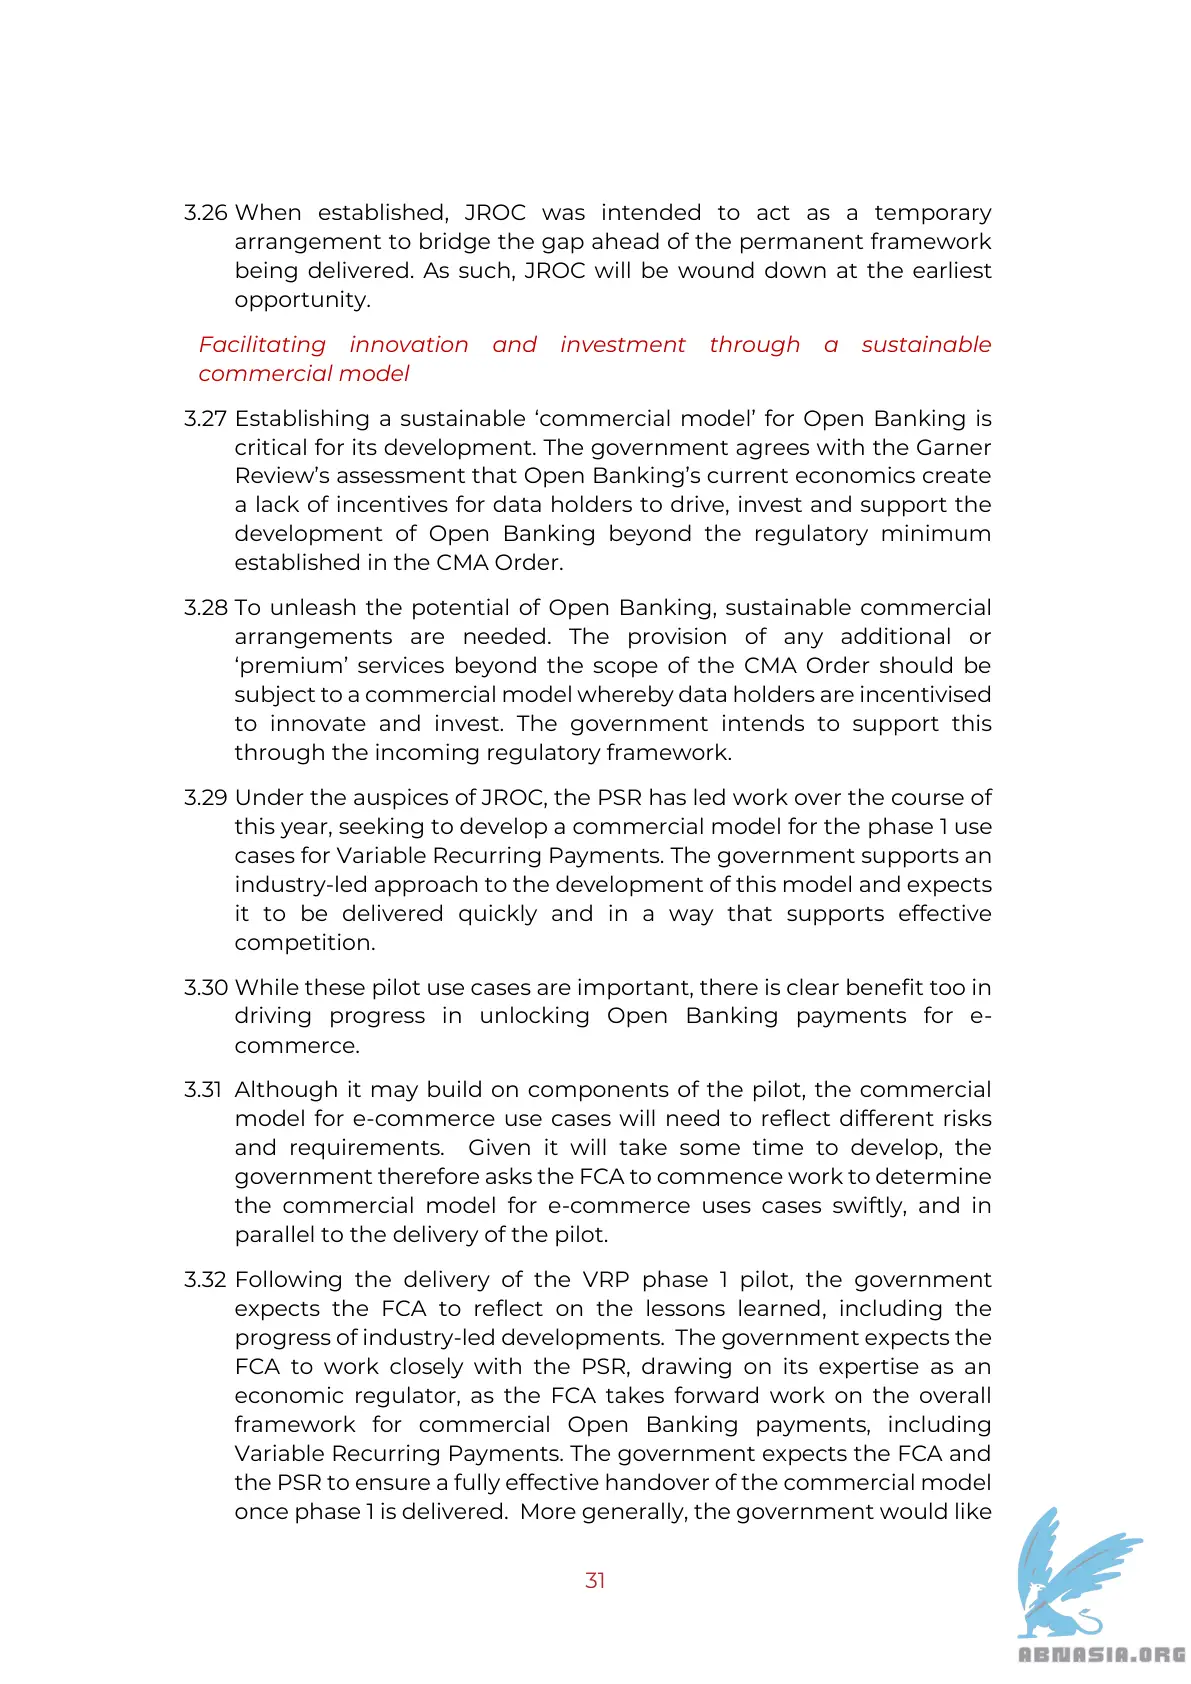 3.26 When established, JROC was intended to act as a temporary
arrangement to bridge the gap ahead of the permanent framework
being delivered. As such, JROC will be wound down at the earliest
opportunity.
Facilitating innovation and investment through a sustainable
commercial model
3.27 Establishing a sustainable ‘commercial model’ for Open Banking is
critical for its development. The government agrees with the Garner
Review’s assessment that Open Banking’s current economics create
a lack of incentives for data holders to drive, invest and support the
development of Open Banking beyond the regulatory minimum
established in the CMA Order.
3.28 To unleash the potential of Open Banking, sustainable commercial
arrangements are needed. The provision of any additional or
‘premium’ services beyond the scope of the CMA Order should be
subject to a commercial model whereby data holders are incentivised
to innovate and invest. The government intends to support this
through the incoming regulatory framework.
3.29 Under the auspices of JROC, the PSR has led work over the course of
this year, seeking to develop a commercial model for the phase 1 use
cases for Variable Recurring Payments. The government supports an
industry-led approach to the development of this model and expects
it to be delivered quickly and in a way that supports effective
competition.
3.30 While these pilot use cases are important, there is clear benefit too in
driving progress in unlocking Open Banking payments for e-
commerce.
3.31 Although it may build on components of the pilot, the commercial
model for e-commerce use cases will need to reflect different risks
and requirements.  Given it will take some time to develop, the
government therefore asks the FCA to commence work to determine
the commercial model for e-commerce uses cases swiftly, and in
parallel to the delivery of the pilot.
3.32 Following the delivery of the VRP phase 1 pilot, the government
expects the FCA to reflect on the lessons learned, including the
progress of industry-led developments.  The government expects the
FCA to work closely with the PSR, drawing on its expertise as an
economic regulator, as the FCA takes forward work on the overall
framework for commercial Open Banking payments, including
Variable Recurring Payments. The government expects the FCA and
the PSR to ensure a fully effective handover of the commercial model
once phase 1 is delivered.  More generally, the government would like
31
ABNASIA.ORG